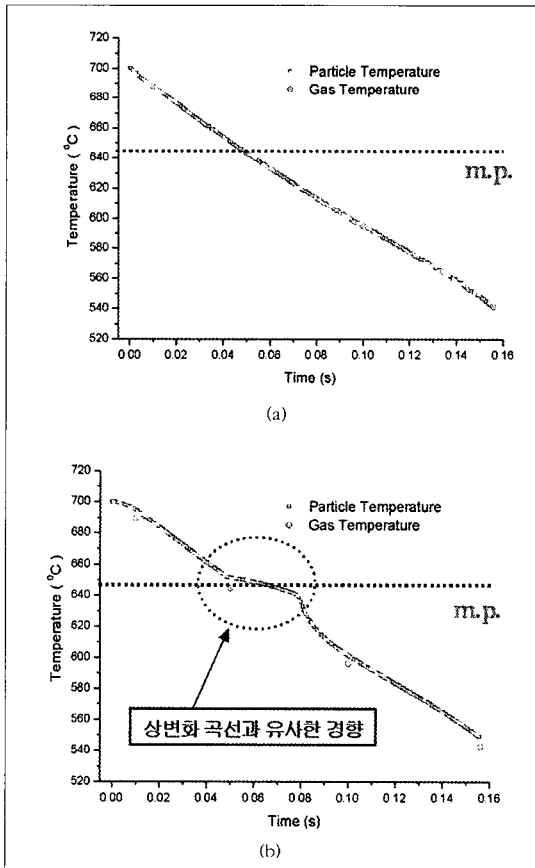 720
700
680
660
640
620
600
580
560
540
520
Temperature ( °C)
Particle Temperature
Gas Temperature
m.p.
0.00 0.02 0.04 0.06 0.08 0.10 0.12 0.14 0.16
Time (s)
(a)
720
700
680
660
640
620
600
580
560
540
520
Temperature ( °C)
Particle Temperature
Gas Temperature
m.p.
상변화 곡선과 유사한 경향
0.00 0.02 0.04 0.06 0.08 0.10 0.12 0.14 0.16
Time (s)
(b)